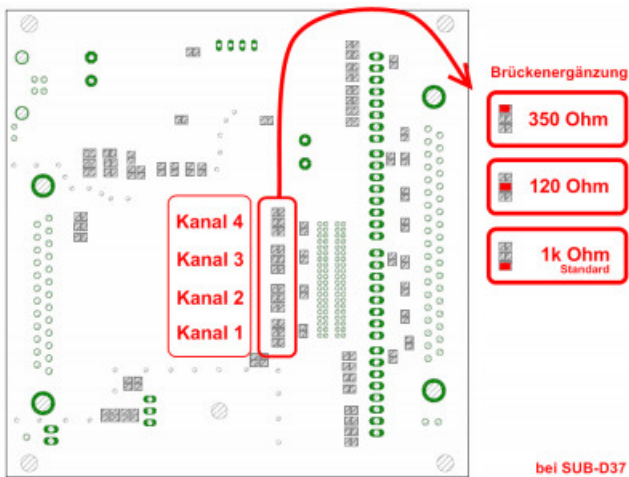 Brückenergänzung
350 Ohm
120 Ohm
1k Ohm
Standard
Kanal 4
Kanal 3
Kanal 2
Kanal 1
bei SUB-D37